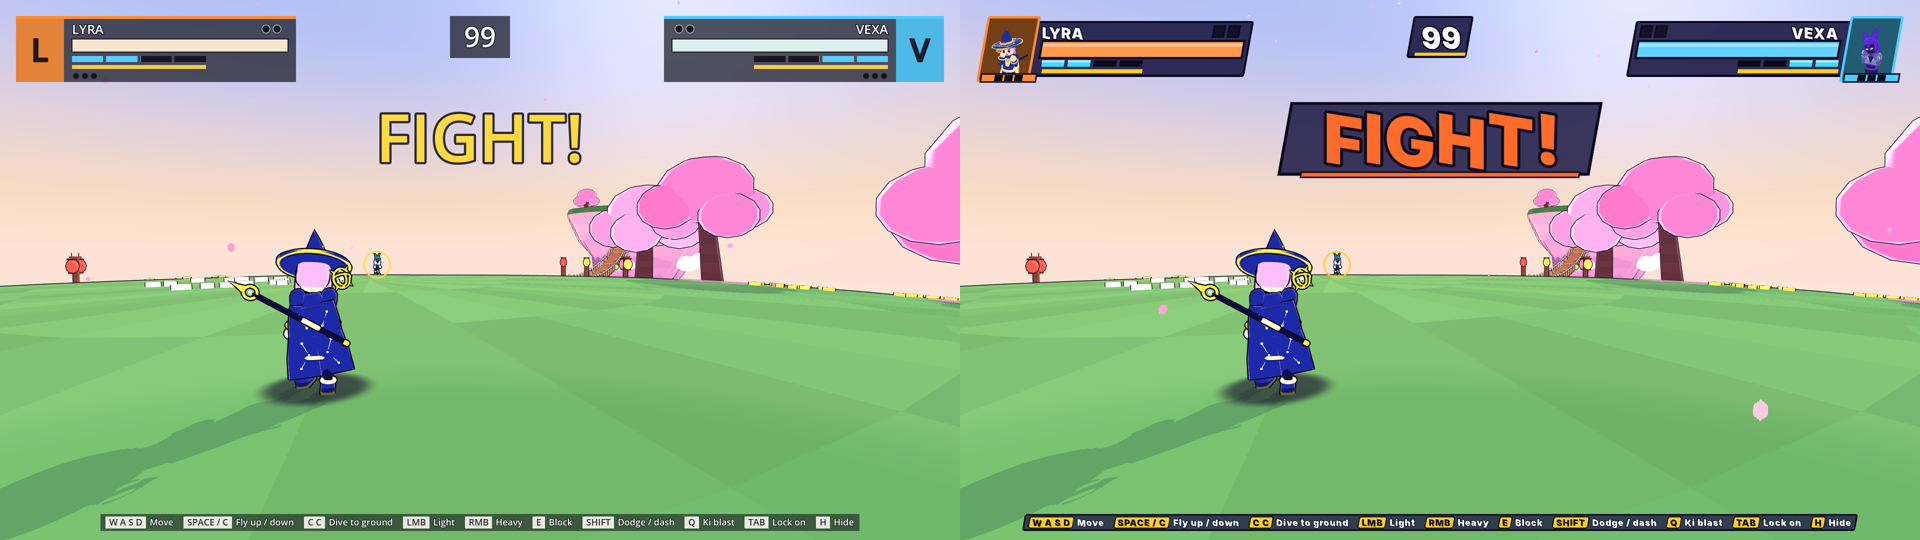 L LYRA
99
VEXA V
FIGHT!
W A S D Move SPACE / C Fly up / down C C Dive to ground LMB Light RMB Heavy E Block SHIFT Dodge / dash Q Ki blast TAB Lock on H Hide
LYRA
99
VEXA
FIGHT!
W A S D Move SPACE / C Fly up / down C C Dive to ground LMB Light RMB Heavy E Block SHIFT Dodge / dash Q Ki blast TAB Lock on H Hide